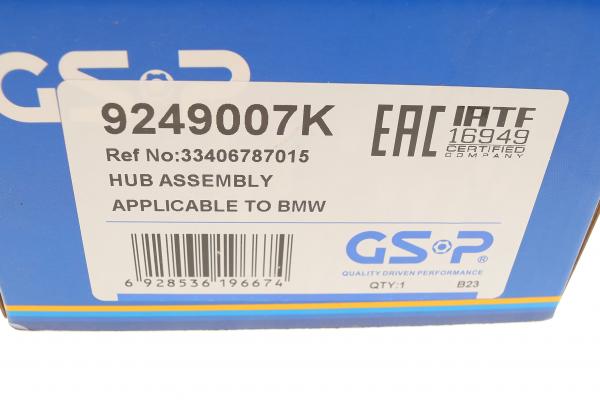 GSP
9249007K
EAC
IATF
16949
CERTIFIED
COMPANY
Ref No:33406787015
HUB ASSEMBLY
APPLICABLE TO BMW
GSP®
QUALITY DRIVEN PERFORMANCE
6 928536 196674
QTY:1 B23